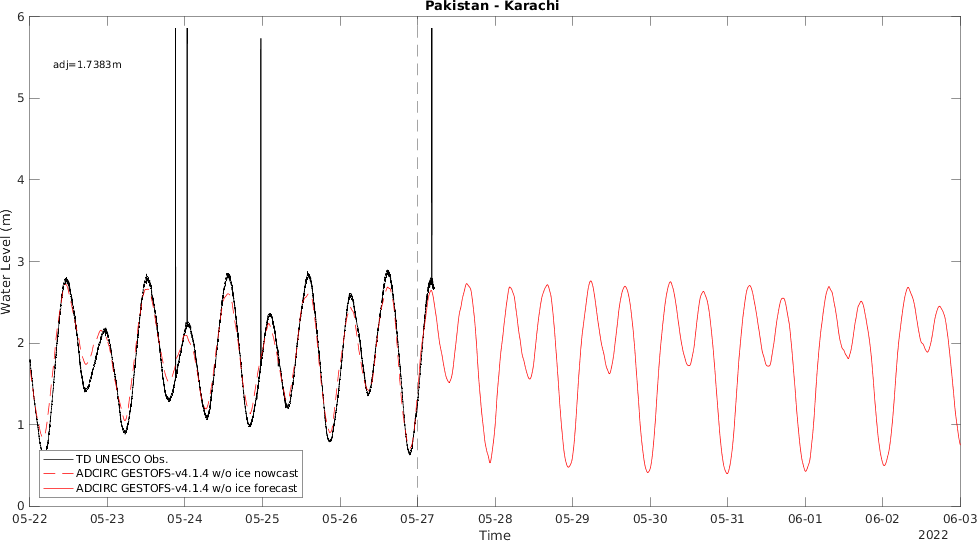 Pakistan - Karachi
6
adj=1.7383m
5
4
3
2
1
0
Water Level (m)
TD UNESCO Obs.
ADCIRC GESTOFS-v4.1.4 w/o ice nowcast
ADCIRC GESTOFS-v4.1.4 w/o ice forecast
05-22 05-23 05-24 05-25 05-26 05-27 05-28 05-29 05-30 05-31 06-01 06-02 06-03
Time
2022